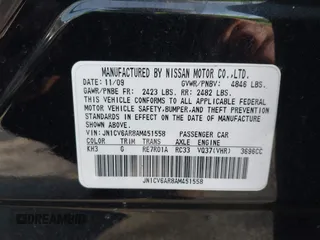 MANUFACTURED BY NISSAN MOTOR CO.,LTD.
DATE: 11/09 GVWR/PNBV: 4846 LBS.
GAWR/PNBE FR: 2423 LBS. RR: 2482 LBS.
THIS VEHICLE CONFORMS TO ALL APPLICABLE
FEDERAL MOTOR VEHICLE SAFETY,BUMPER,AND THEFT
PREVENTION STANDARDS IN EFFECT ON THE DATE OF
MANUFACTURE SHOWN ABOVE.
VIN: JN1CV6AR8AM451558 PASSENGER CAR
COLOR TRIM TRANS AXLE ENGINE
KH3 G RE7R01A RC33 VQ37(VHR) 3696CC
JN1CV6AR8AM451558